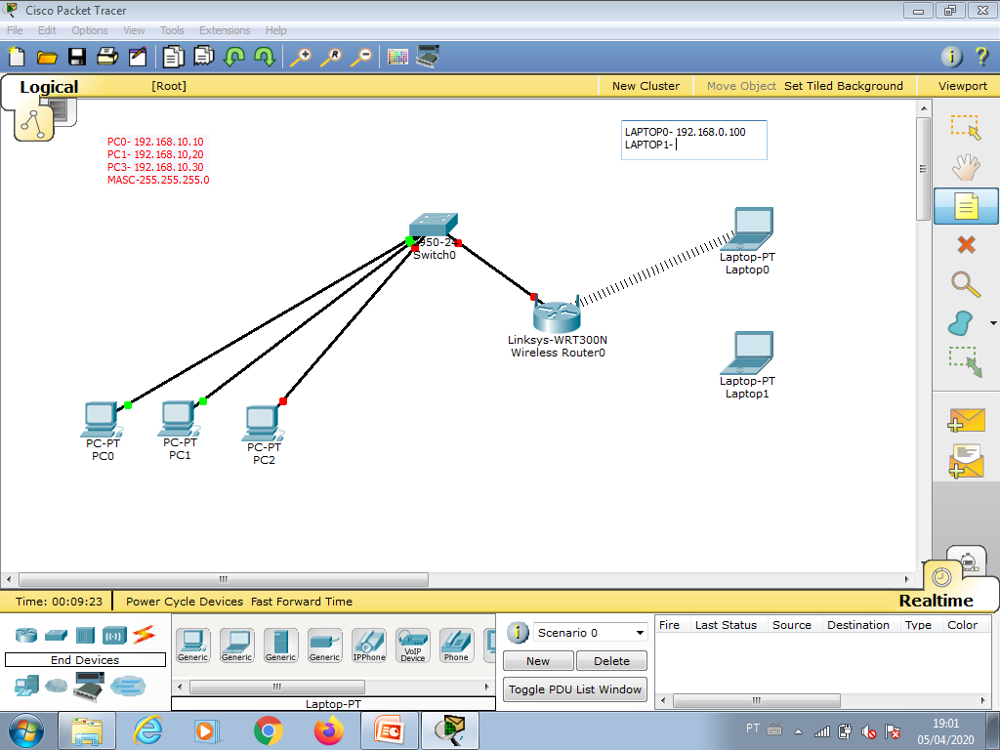 Cisco Packet Tracer
File Edit Options View Tools Extensions Help
Logical
[Root]
New Cluster
Move Object
Set Tiled Background
Viewport
PC0- 192.168.10.10
PC1- 192.168.10,20
PC3- 192.168.10.30
MASC-255.255.255.0
LAPTOP0- 192.168.0.100
LAPTOP1-
950-24
Switch0
Laptop-PT
Laptop0
Linksys-WRT300N
Wireless Router0
Laptop-PT
Laptop1
PC-PT
PC0
PC-PT
PC1
PC-PT
PC2
Time: 00:09:23
Power Cycle Devices Fast Forward Time
Realtime
End Devices
Generic
Generic
Generic
Generic
IPPhone
VoIP
Device
Phone
Laptop-PT
Scenario 0
New
Delete
Toggle PDU List Window
Fire Last Status Source Destination Type Color
PT
19:01
05/04/2020